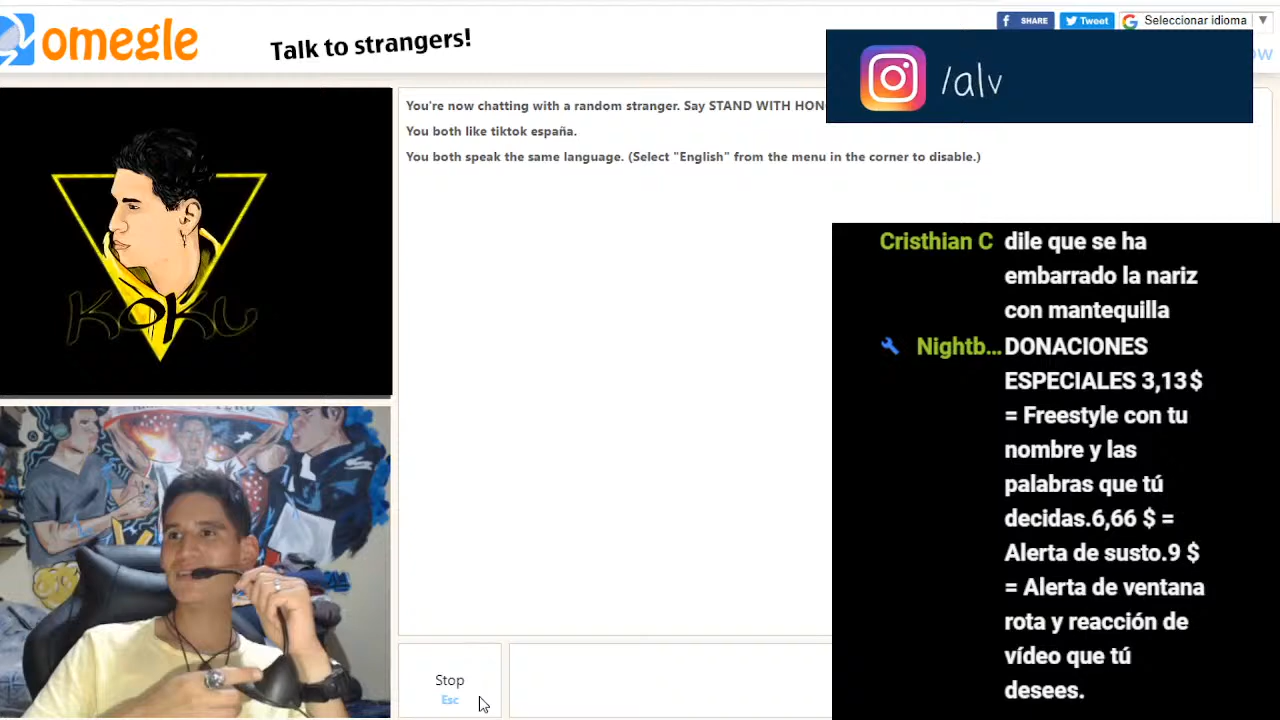 omegle
Talk to strangers!
SHARE
Tweet
Seleccionar idioma
/alv
You're now chatting with a random stranger. Say STAND WITH
You both like tiktok españa.
You both speak the same language. (Select "English" from the menu in the corner to disable.)
KOKU
Cristhian C dile que se ha
embarrado la nariz
con mantequilla
Nightb... DONACIONES
ESPECIALES 3,13$
= Freestyle con tu
nombre y las
palabras que tú
decidas.6,66 $ =
Alerta de susto.9 $
= Alerta de ventana
rota y reacción de
vídeo que tú
desees.
Stop
Esc